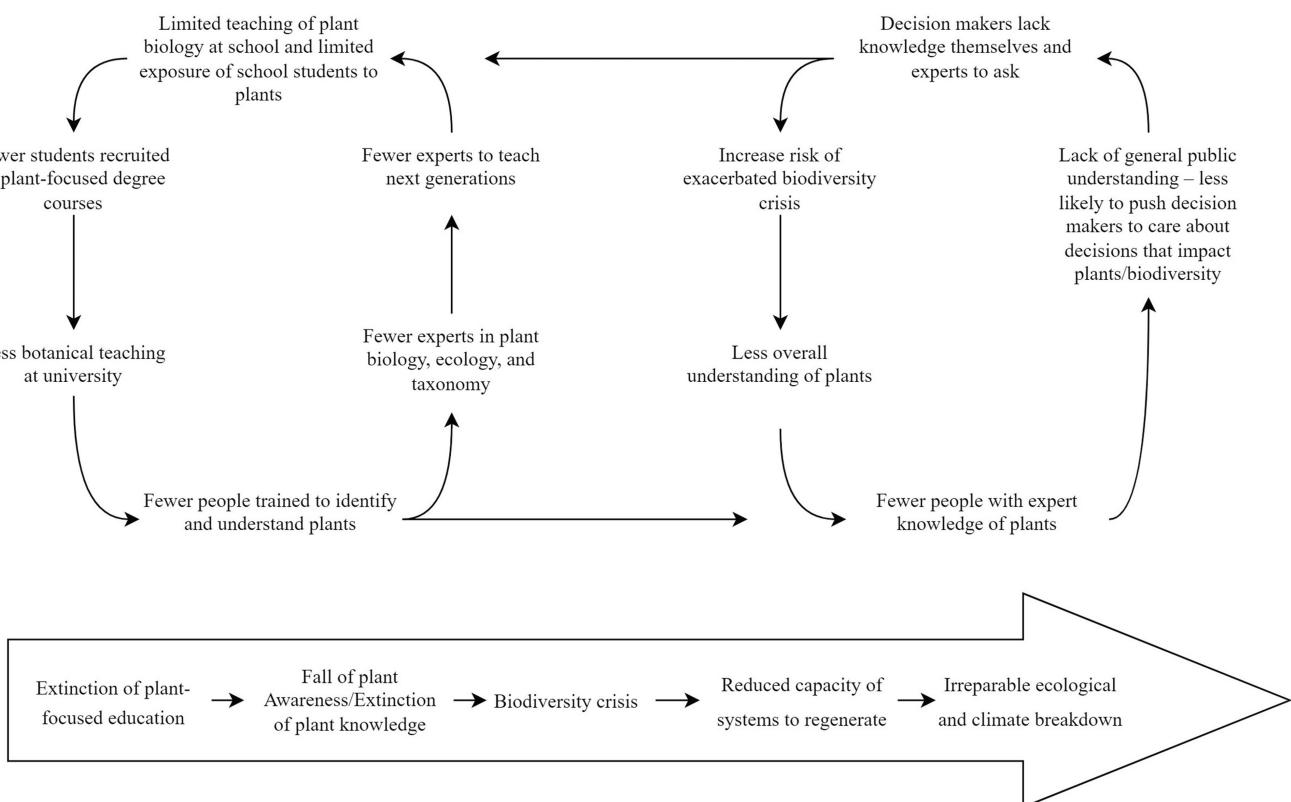 Limited teaching of plant
biology at school and limited
exposure of school students to
plants
Decision makers lack
knowledge themselves and
experts to ask
students recruited
plant-focused degree
courses
Fewer experts to teach
next generations
Increase risk of
exacerbated biodiversity
crisis
Lack of general public
understanding – less
likely to push decision
makers to care about
decisions that impact
plants/biodiversity
botanical teaching
at university
Fewer experts in plant
biology, ecology, and
taxonomy
Less overall
understanding of plants
Fewer people trained to identify
and understand plants
Fewer people with expert
knowledge of plants
Extinction of plant-
focused education
Fall of plant
Awareness/Extinction
of plant knowledge
Biodiversity crisis
Reduced capacity of
systems to regenerate
Irreparable ecological
and climate breakdown